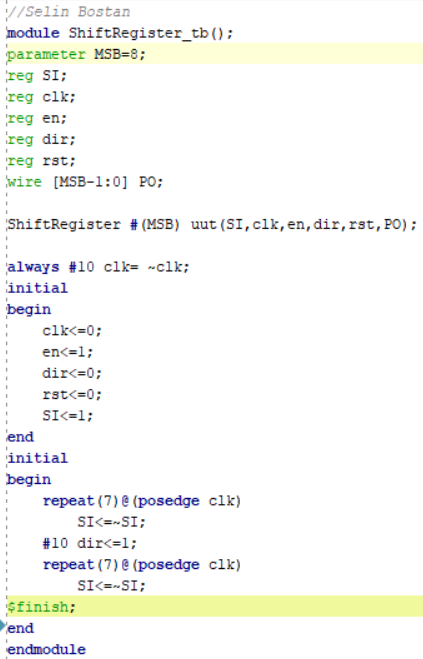 //Selin Bostan
module ShiftRegister_tb();
parameter MSB=8;
reg SI;
reg clk;
reg en;
reg dir;
reg rst;
wire [MSB-1:0] PO;
ShiftRegister #(MSB) uut(SI,clk,en,dir,rst,PO);
always #10 clk= ~clk;
initial
begin
clk<=0;
en<=1;
dir<=0;
rst<=0;
SI<=1;
end
initial
begin
repeat(7)@(posedge clk)
SI<=~SI;
#10 dir<=1;
repeat(7)@(posedge clk)
SI<=~SI;
$finish;
end
endmodule